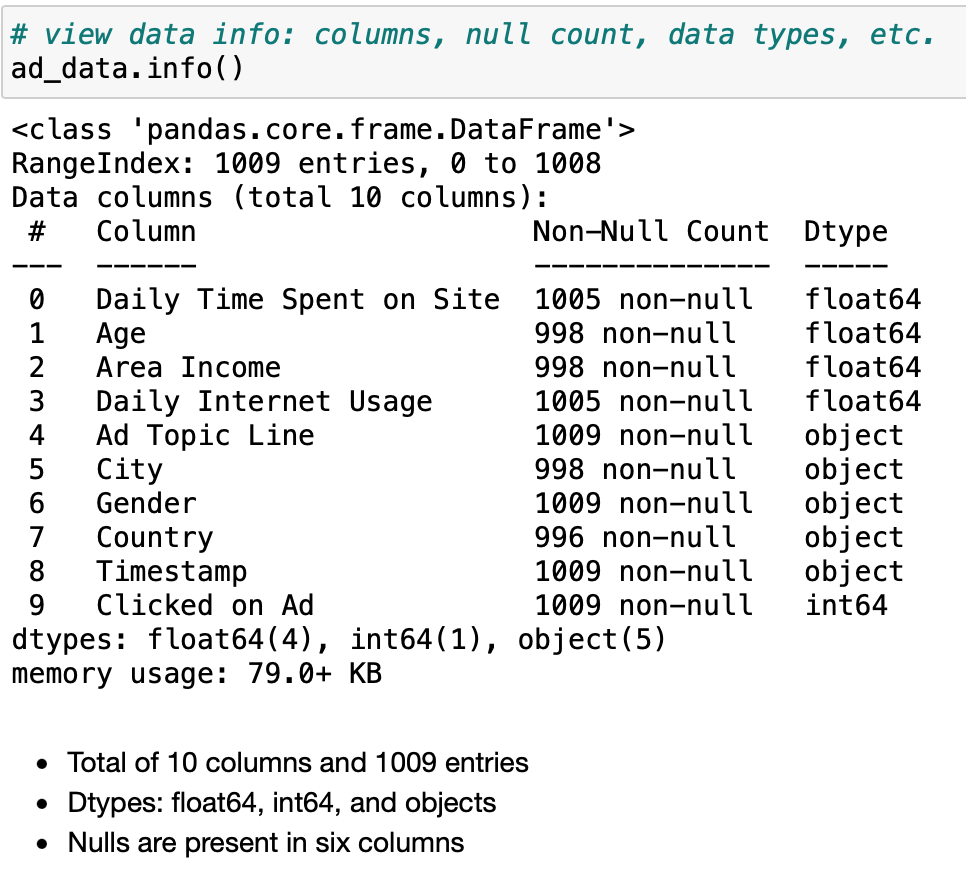 # view data info: columns, null count, data types, etc.
ad_data.info()
<class 'pandas.core.frame.DataFrame'>
RangeIndex: 1009 entries, 0 to 1008
Data columns (total 10 columns):
 #   Column                    Non-Null Count  Dtype
---  ------                    --------------  -----
 0   Daily Time Spent on Site  1005 non-null   float64
 1   Age                       998 non-null    float64
 2   Area Income               998 non-null    float64
 3   Daily Internet Usage      1005 non-null   float64
 4   Ad Topic Line             1009 non-null   object
 5   City                      998 non-null    object
 6   Gender                    1009 non-null   object
 7   Country                   996 non-null    object
 8   Timestamp                 1009 non-null   object
 9   Clicked on Ad             1009 non-null   int64
dtypes: float64(4), int64(1), object(5)
memory usage: 79.0+ KB
• Total of 10 columns and 1009 entries
• Dtypes: float64, int64, and objects
• Nulls are present in six columns